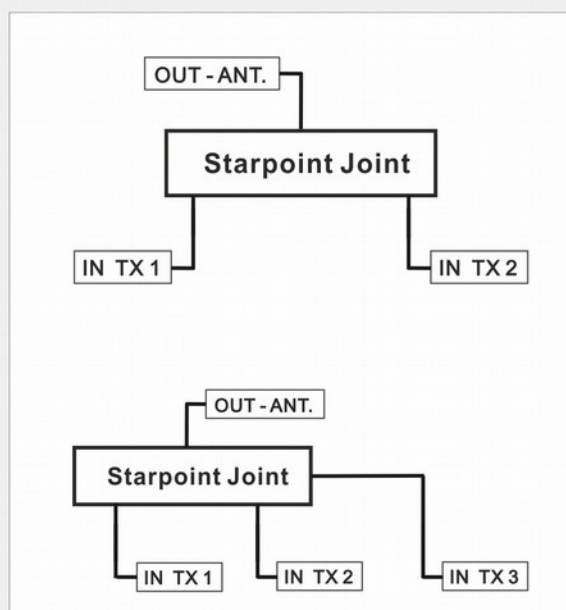 OUT - ANT.
Starpoint Joint
IN TX 1 IN TX 2
OUT - ANT.
Starpoint Joint
IN TX 1 IN TX 2 IN TX 3